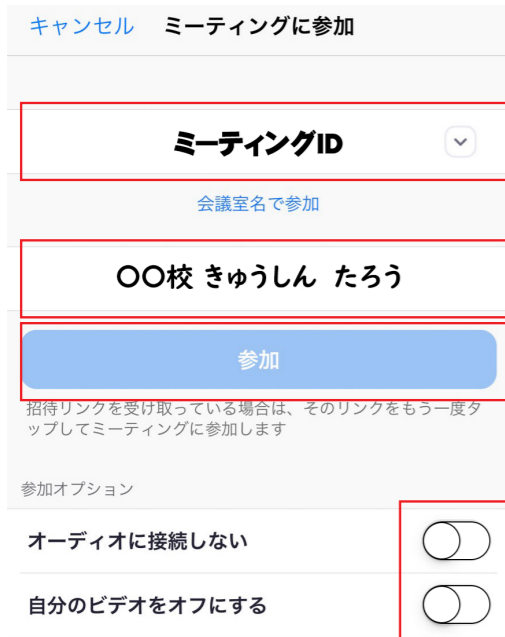 キャンセル ミーティングに参加
ミーティングID
会議室名で参加
〇〇校 きゅうしん たろう
参加
招待リンクを受け取っている場合は、そのリンクをもう一度タ
ップしてミーティングに参加します
参加オプション
オーディオに接続しない
自分のビデオをオフにする